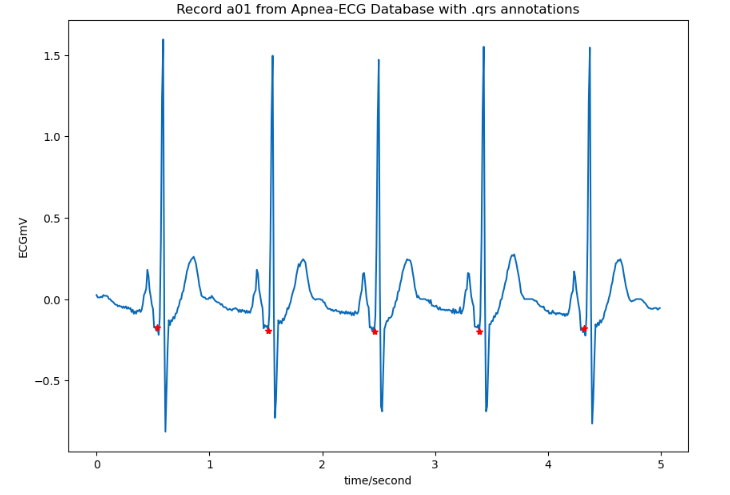 Record a01 from Apnea-ECG Database with .qrs annotations
1.5
1.0
0.5
0.0
−0.5
ECGmV
0 1 2 3 4 5
time/second